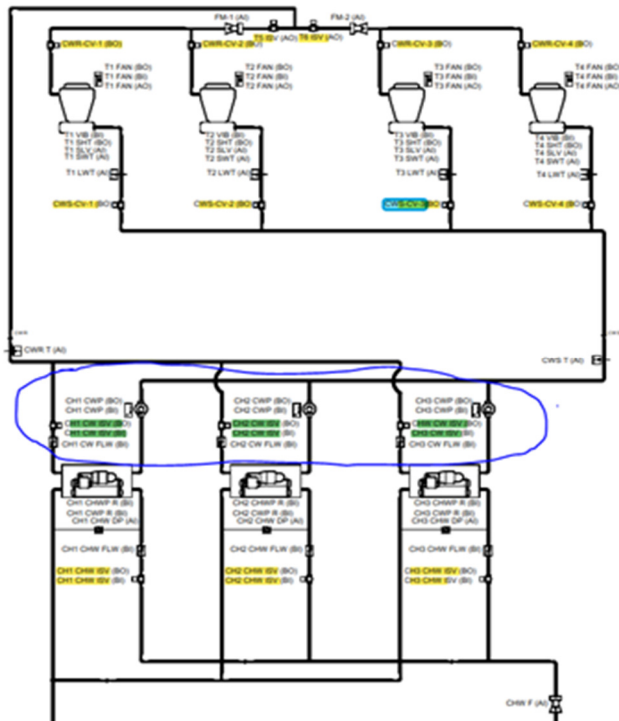 FM-1 (AI)
FM-2 (AI)
T5 ISV (AO)
T6 ISV (AO)
CWR-CV-1 (BO)
CWR-CV-2 (BO)
CWR-CV-3 (BO)
CWR-CV-4 (BO)
T1 FAN (BO)
T1 FAN (BI)
T1 FAN (AO)
T2 FAN (BO)
T2 FAN (BI)
T2 FAN (AO)
T3 FAN (BO)
T3 FAN (BI)
T3 FAN (AO)
T4 FAN (BO)
T4 FAN (BI)
T4 FAN (AO)
T1 VIB (BI)
T1 SHT (BO)
T1 SLV (AI)
T1 SWT (AI)
T2 VIB (BI)
T2 SHT (BO)
T2 SLV (AI)
T2 SWT (AI)
T3 VIB (BI)
T3 SHT (BO)
T3 SLV (AI)
T3 SWT (AI)
T4 VIB (BI)
T4 SHT (BO)
T4 SLV (AI)
T4 SWT (AI)
T1 LWT (AI)
T2 LWT (AI)
T3 LWT (AI)
T4 LWT (AI)
CWS-CV-1 (BO)
CWS-CV-2 (BO)
CWS-CV-3(BO)
CWS-CV-4 (BO)
CWR T (AI)
CWS T (AI)
CH1 CWP (BO)
CH1 CWP (BI)
CH2 CWP (BO)
CH2 CWP (BI)
CH3 CWP (BO)
CH3 CWP (BI)
CH1 CW ISV (BO)
CH1 CW ISV (BI)
CH1 CW FLW (BI)
CH2 CW ISV (BO)
CH2 CW ISV (BI)
CH2 CW FLW (BI)
CHW CW ISV (BO)
CH3 CW ISV (BI)
CH3 CW FLW (BI)
CH1 CHWP R (BI)
CH1 CWP R (BI)
CH1 CHW DP (AI)
CH2 CHWP R (BI)
CH2 CWP R (BI)
CH2 CHW DP (AI)
CH3 CHWP R (BI)
CH3 CWP R (BI)
CH3 CHW DP (AI)
CH1 CHW FLW (BI)
CH2 CHW FLW (BI)
CH3 CHW FLW (BI)
CH1 CHW ISV (BO)
CH1 CHW ISV (BI)
CH2 CHW ISV (BO)
CH2 CHW ISV (BI)
CH3 CHW ISV (BO)
CH3 CHW ISV (BI)
CHW F (AI)